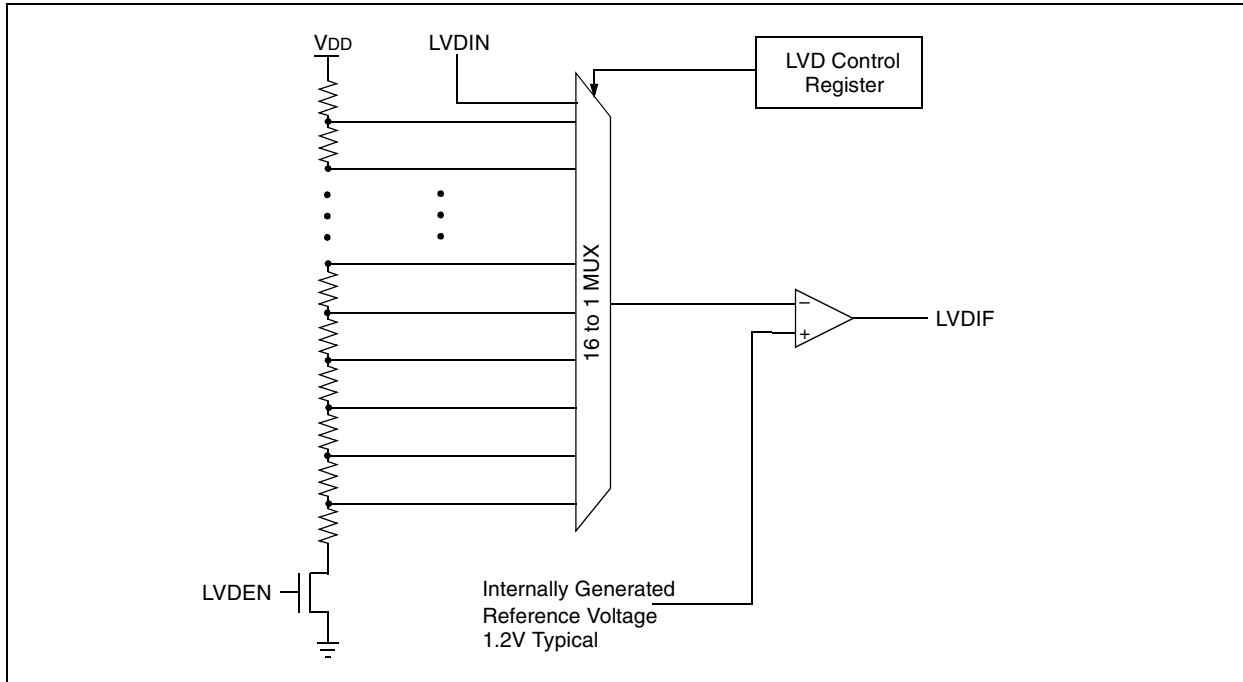 VDD
LVDIN
LVD Control
Register
16 to 1 MUX
−
+
LVDIF
LVDEN
Internally Generated
Reference Voltage
1.2V Typical